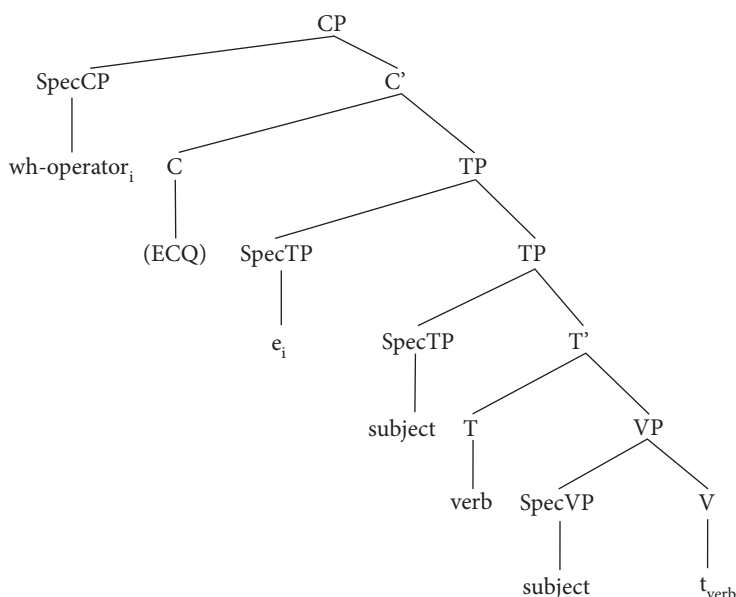 CP
SpecCP C’
wh-operatorᵢ C TP
(ECQ) SpecTP TP
eᵢ SpecTP T’
subject T VP
verb SpecVP V
subject t_verb